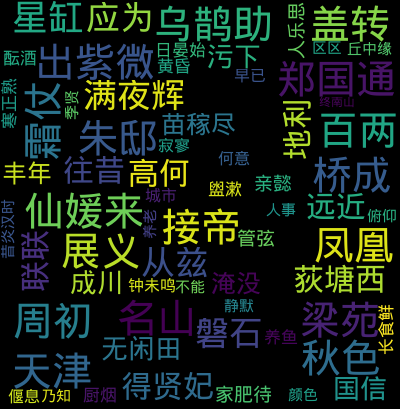 星缸
应为
乌鹊助
人乐思
盖转
酝酒
出紫微
日晏始
黄昏
污下
区区
丘中缘
早已
郑国通
寒正熟
霜仗
季贤
满夜辉
终南山
朱邸
苗稼尽
寂寥
地利
百两
丰年
往昔
高何
何意
盥漱
亲懿
桥成
仙媛来
城市
养老
接帝
人事
远近
俯仰
昔炎汉时
联联
展义
管弦
凤凰
从兹
成川
钟未鸣
不能
淹没
荻塘西
周初
名山
静默
磐石
养鱼
梁苑
长食鲜
无闲田
秋色
天津
得贤妃
偃息
乃知
厨烟
家肥待
颜色
国信